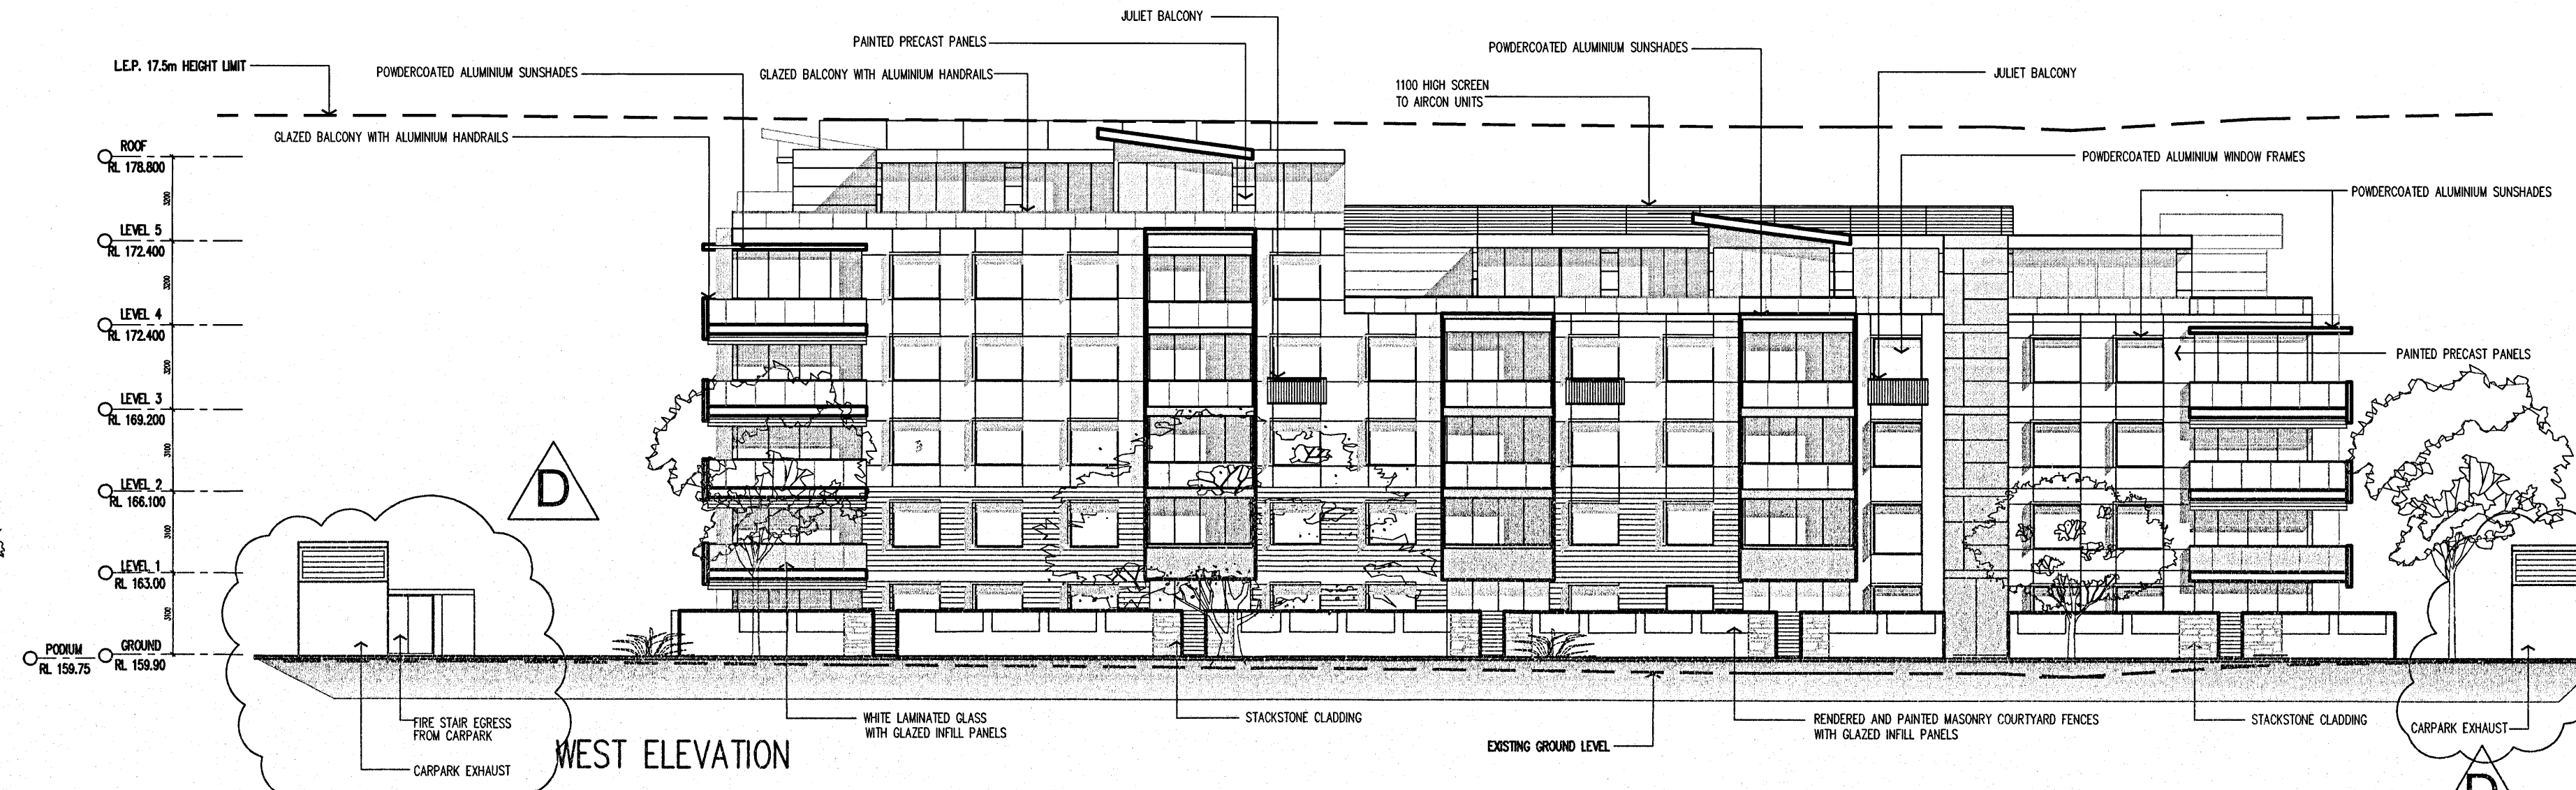 JULIET BALCONY
PAINTED PRECAST PANELS
POWDERCOATED ALUMINIUM SUNSHADES
L.E.P. 17.5m HEIGHT LIMIT
POWDERCOATED ALUMINIUM SUNSHADES
GLAZED BALCONY WITH ALUMINIUM HANDRAILS
JULIET BALCONY
1100 HIGH SCREEN
TO AIRCON UNITS
GLAZED BALCONY WITH ALUMINIUM HANDRAILS
ROOF
RL 178.800
POWDERCOATED ALUMINIUM WINDOW FRAMES
POWDERCOATED ALUMINIUM SUNSHADES
3200
LEVEL 5
RL 172.400
3200
LEVEL 4
RL 172.400
PAINTED PRECAST PANELS
3200
LEVEL 3
RL 169.200
3100
LEVEL 2
RL 166.100
D
3100
LEVEL 1
RL 163.00
3100
PODIUM
RL 159.75
GROUND
RL 159.90
FIRE STAIR EGRESS
FROM CARPARK
CARPARK EXHAUST
WHITE LAMINATED GLASS
WITH GLAZED INFILL PANELS
STACKSTONE CLADDING
EXISTING GROUND LEVEL
RENDERED AND PAINTED MASONRY COURTYARD FENCES
WITH GLAZED INFILL PANELS
STACKSTONE CLADDING
CARPARK EXHAUST
WEST ELEVATION
D